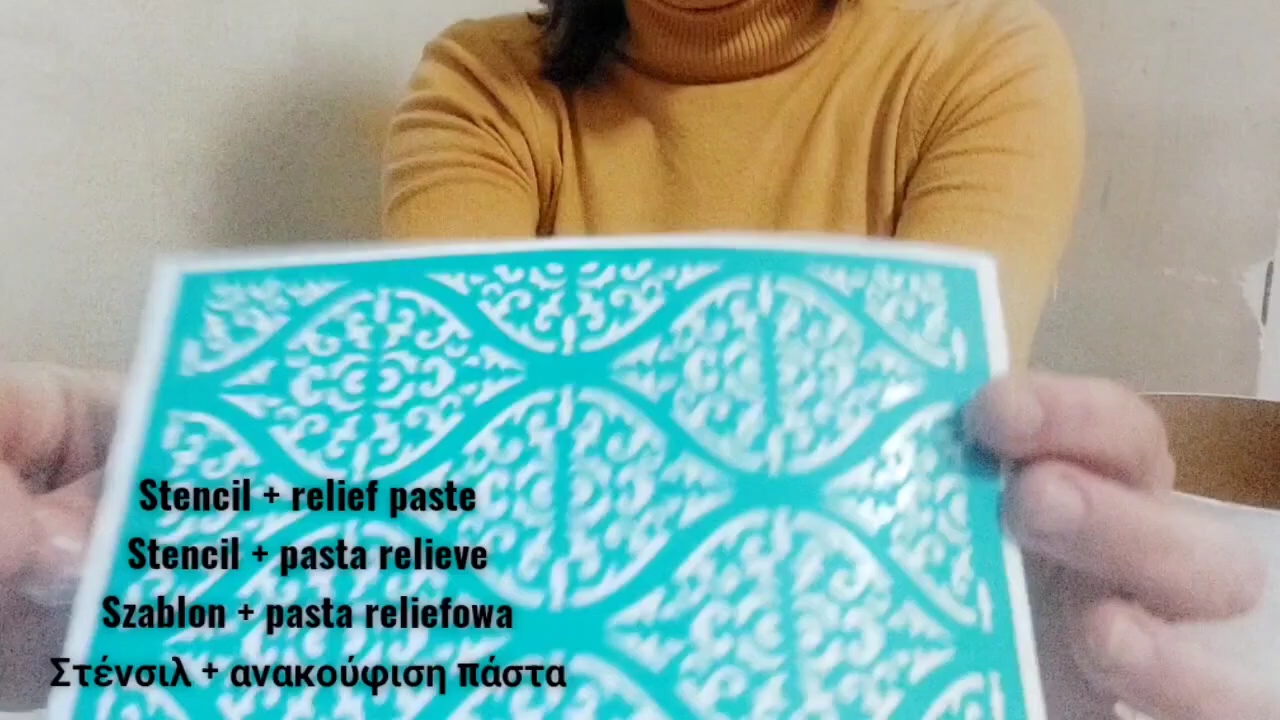 Stencil + relief paste
Stencil + pasta relieve
Szablon + pasta reliefowa
Στένσιλ + ανακούφιση πάστα